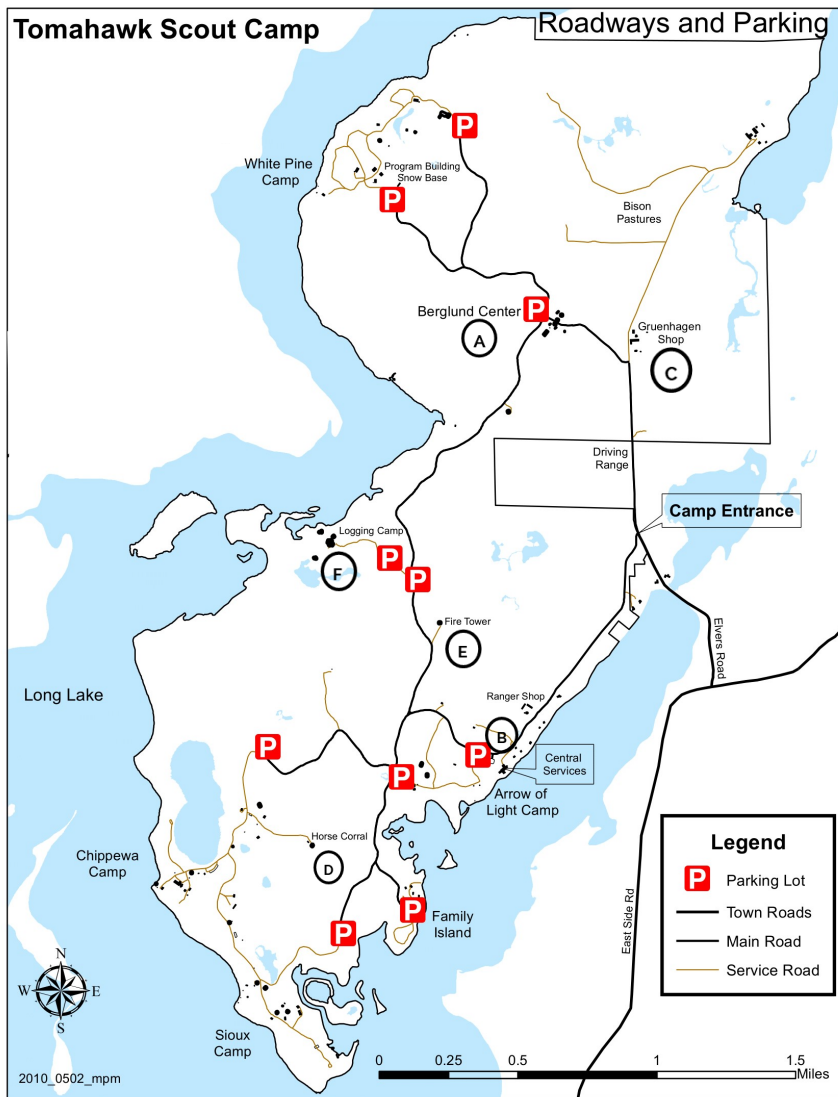 Tomahawk Scout Camp
Roadways and Parking
P
White Pine
Camp
Program Building
Snow Base
P
Bison
Pastures
Berglund Center
P
A
Gruenhagen
Shop
C
Driving
Range
Camp Entrance
Logging Camp
P
P
F
Fire Tower
E
Elvers Road
Long Lake
Ranger Shop
B
P
P
P
Central
Services
Arrow of
Light Camp
Horse Corral
D
Chippewa
Camp
Family
Island
P
P
East Side Rd
Legend
P
Parking Lot
Town Roads
Main Road
Service Road
N
W
E
S
Sioux
Camp
2010_0502_mpm
0
0.25
0.5
1
1.5
Miles